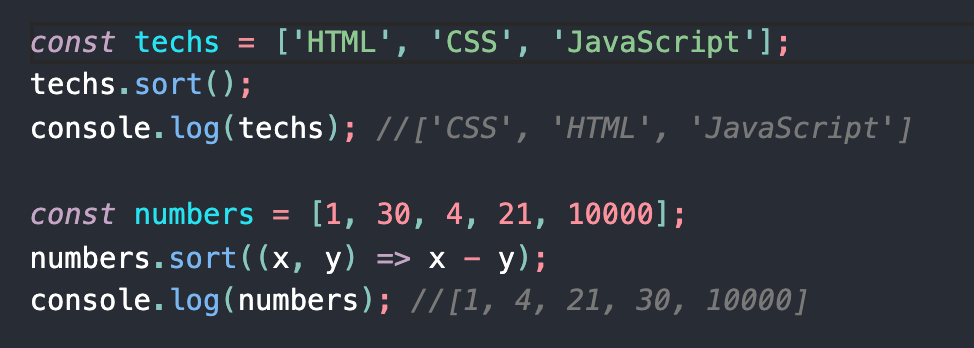 const techs = ['HTML', 'CSS', 'JavaScript'];
techs.sort();
console.log(techs); //['CSS', 'HTML', 'JavaScript']
const numbers = [1, 30, 4, 21, 10000];
numbers.sort((x, y) => x - y);
console.log(numbers); //[1, 4, 21, 30, 10000]